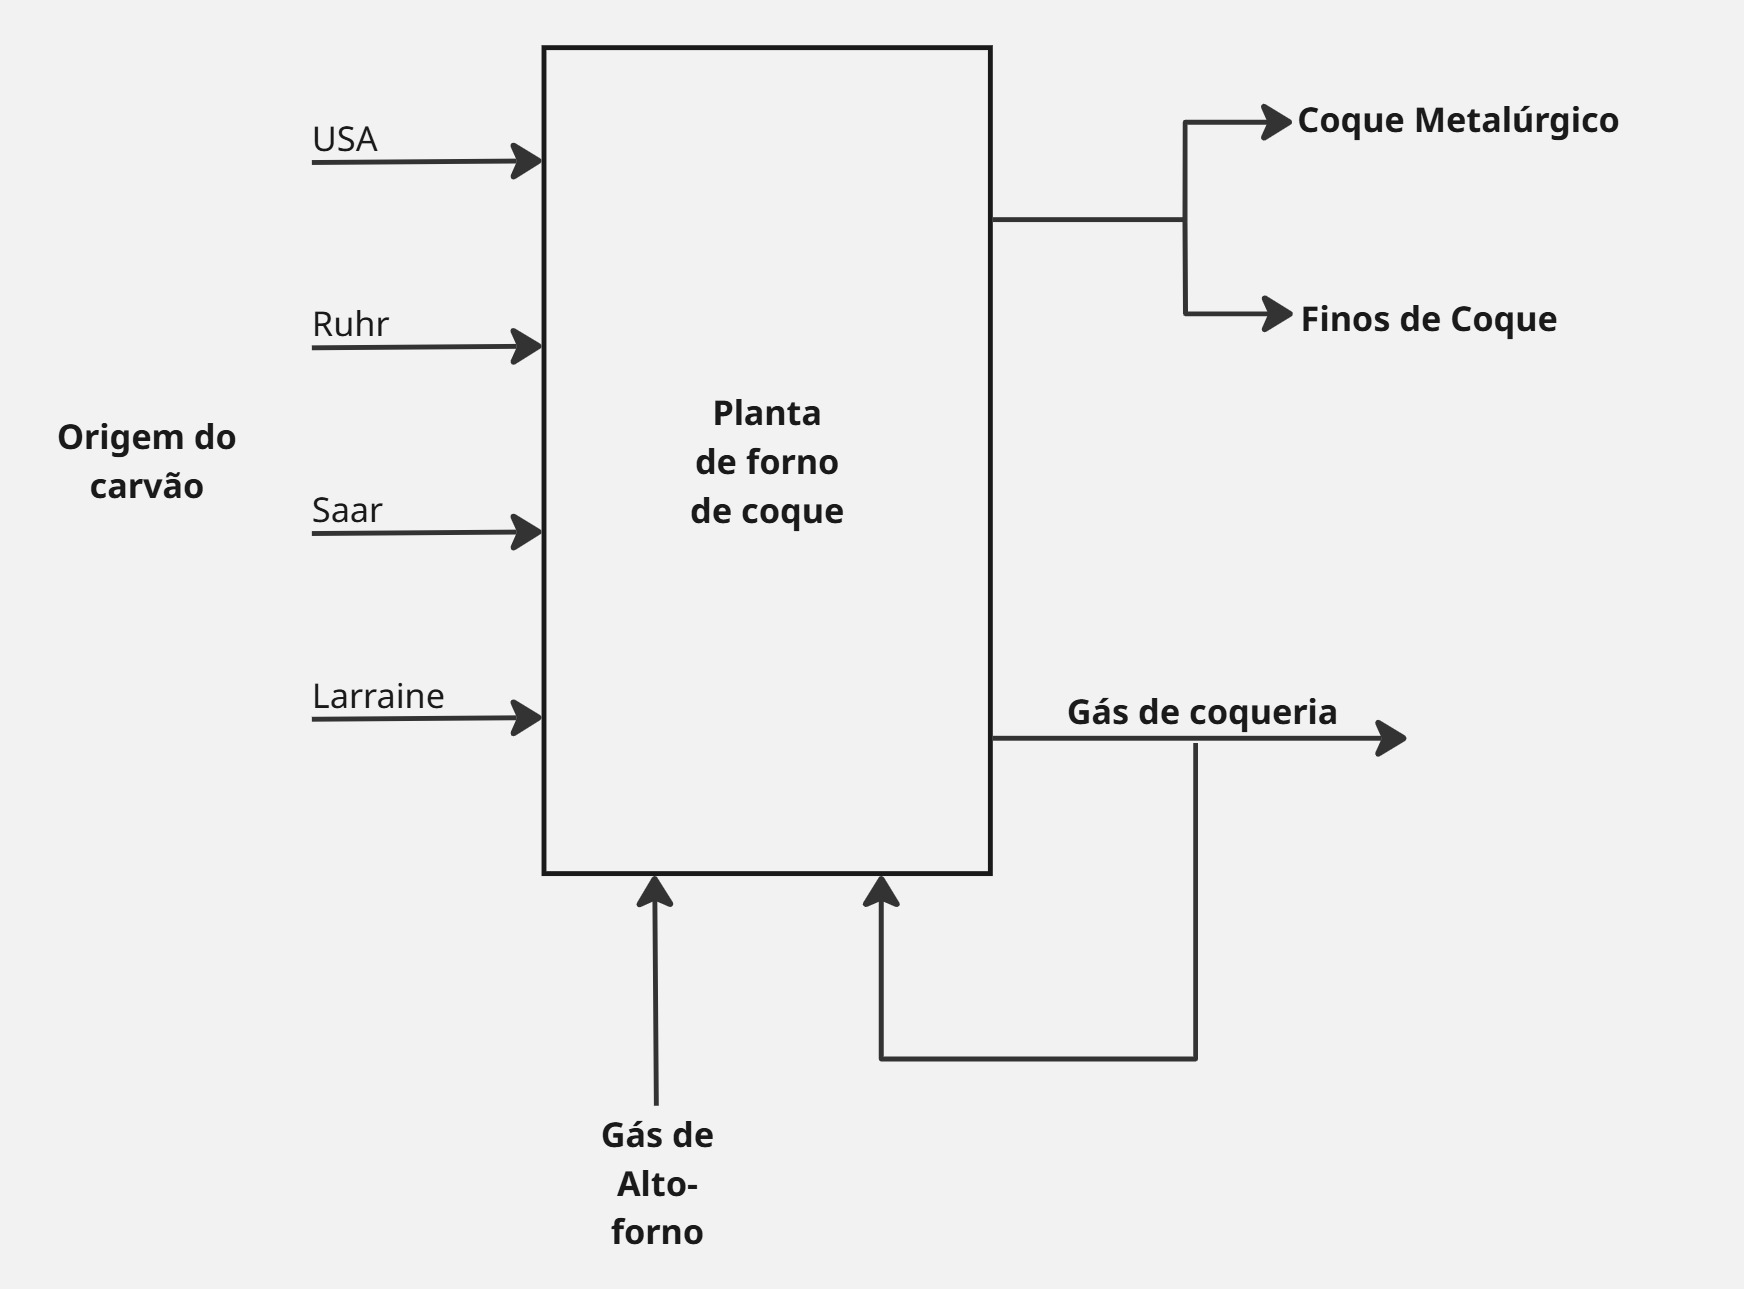 USA
Ruhr
Origem do
carvão
Saar
Larraine
Planta
de forno
de coque
Coque Metalúrgico
Finos de Coque
Gás de coqueria
Gás de
Alto-
forno